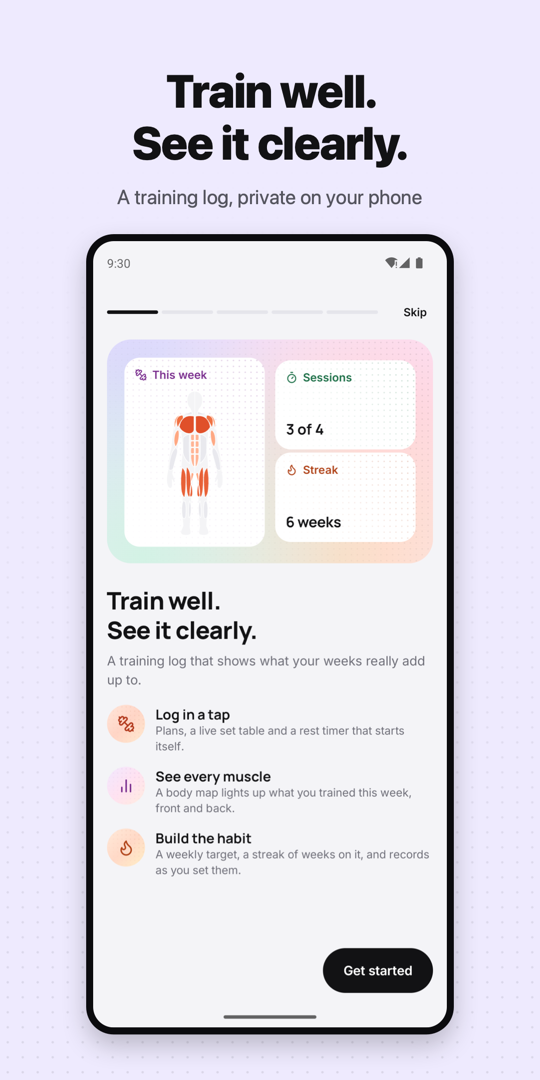 Train well.
See it clearly.
A training log, private on your phone
9:30
Skip
This week
Sessions
3 of 4
Streak
6 weeks
Train well.
See it clearly.
A training log that shows what your weeks really add
up to.
Log in a tap
Plans, a live set table and a rest timer that starts
itself.
See every muscle
A body map lights up what you trained this week,
front and back.
Build the habit
A weekly target, a streak of weeks on it, and records
as you set them.
Get started